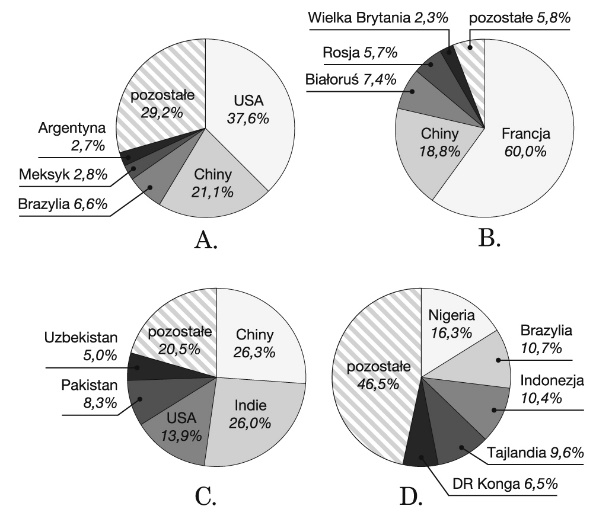 pozostałe
29,2%
USA
37,6%
Argentyna
2,7%
Meksyk 2,8%
Chiny
21,1%
Brazylia 6,6%
A.
Wielka Brytania 2,3%
pozostałe 5,8%
Rosja 5,7%
Białoruś 7,4%
Chiny
18,8%
Francja
60,0%
B.
pozostałe
20,5%
Chiny
26,3%
Uzbekistan
5,0%
Pakistan
8,3%
USA
13,9%
Indie
26,0%
C.
Nigeria
16,3%
Brazylia
10,7%
pozostałe
46,5%
Indonezja
10,4%
Tajlandia 9,6%
DR Konga 6,5%
D.